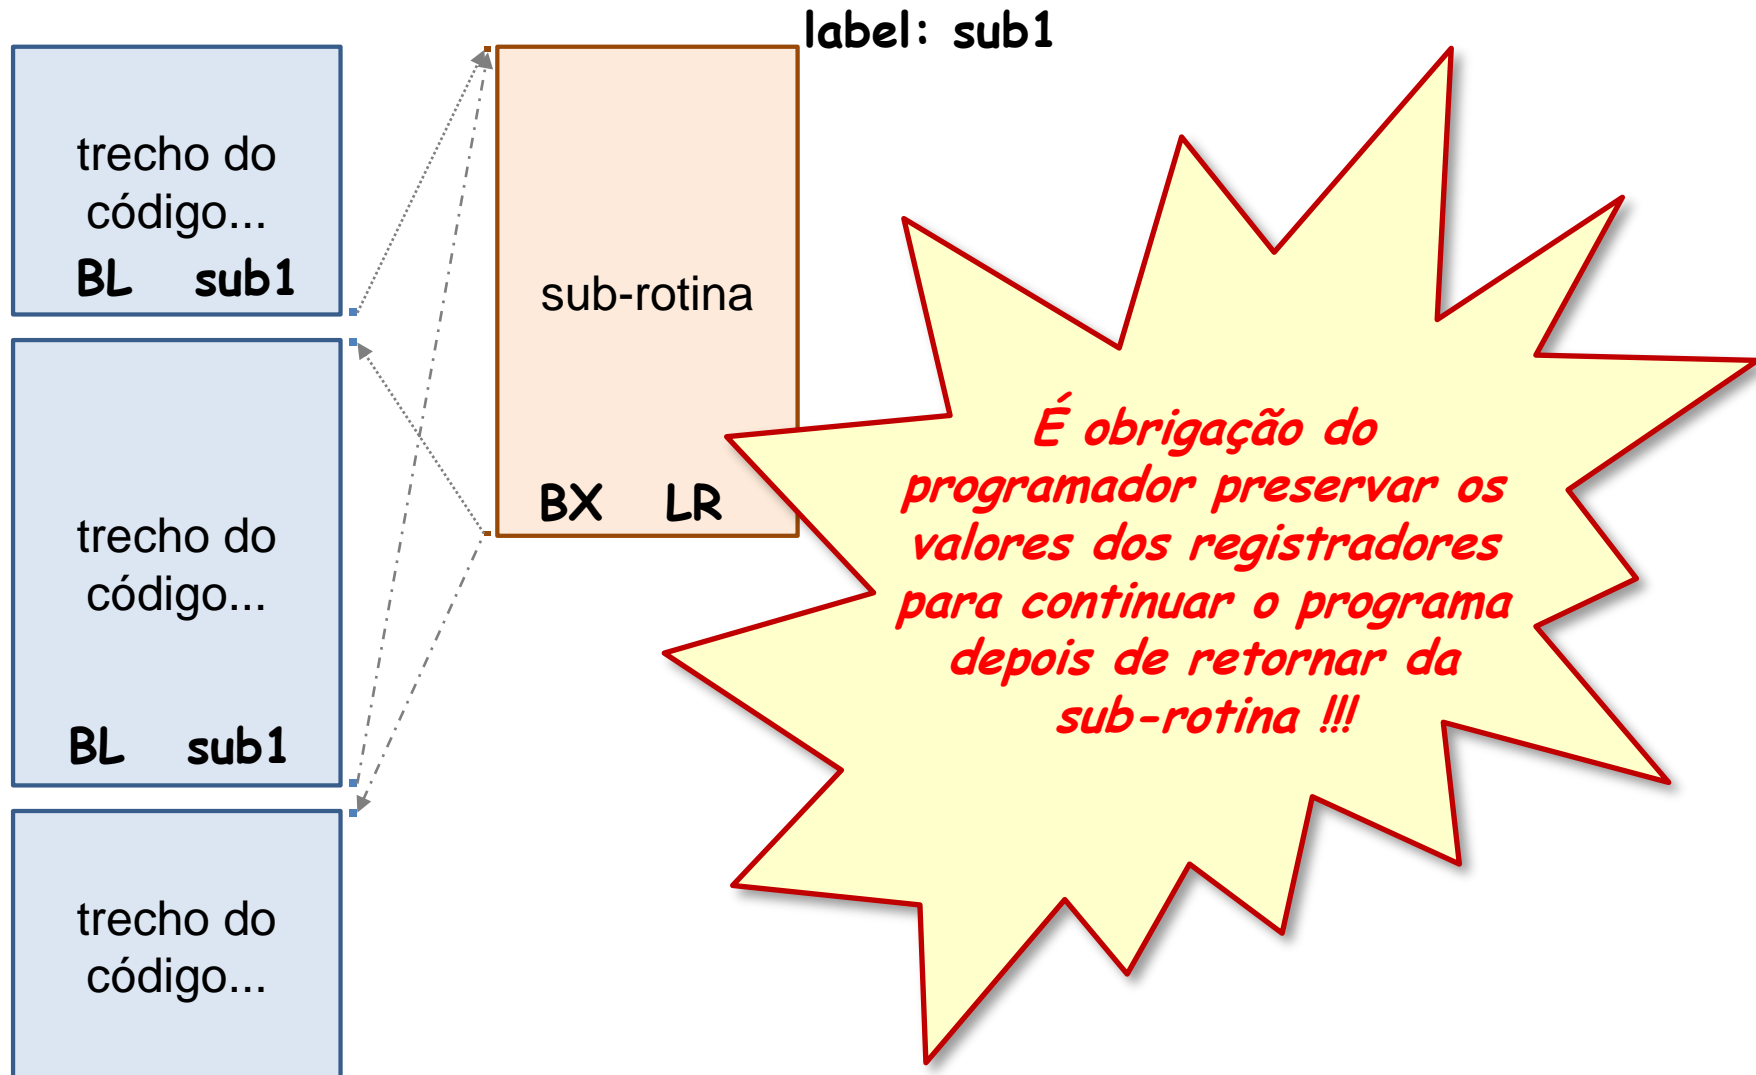 label: sub1
trecho do
código...
BL sub1
trecho do
código...
BL sub1
trecho do
código...
sub-rotina
BX LR
É obrigação do
programador preservar os
valores dos registradores
para continuar o programa
depois de retornar da
sub-rotina !!!